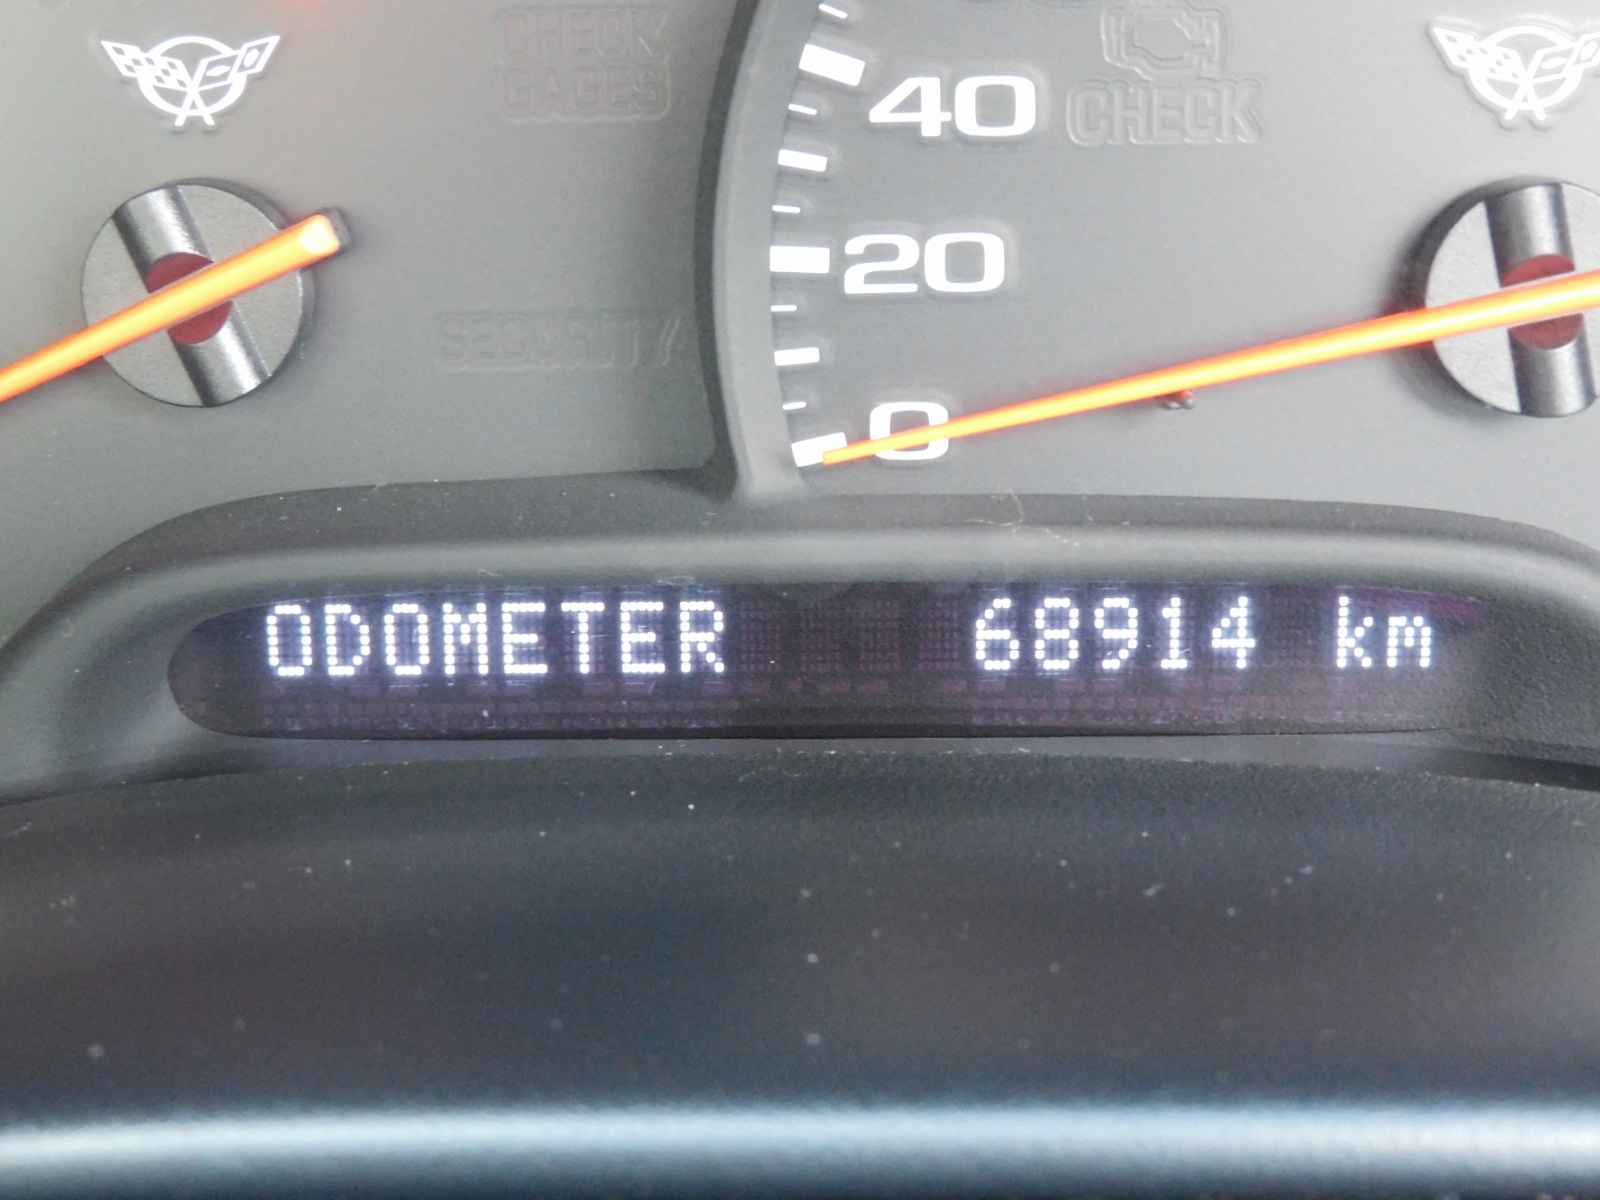 CHECK
GAGES
40
CHECK
20
SECURITY
0
ODOMETER 68914 km